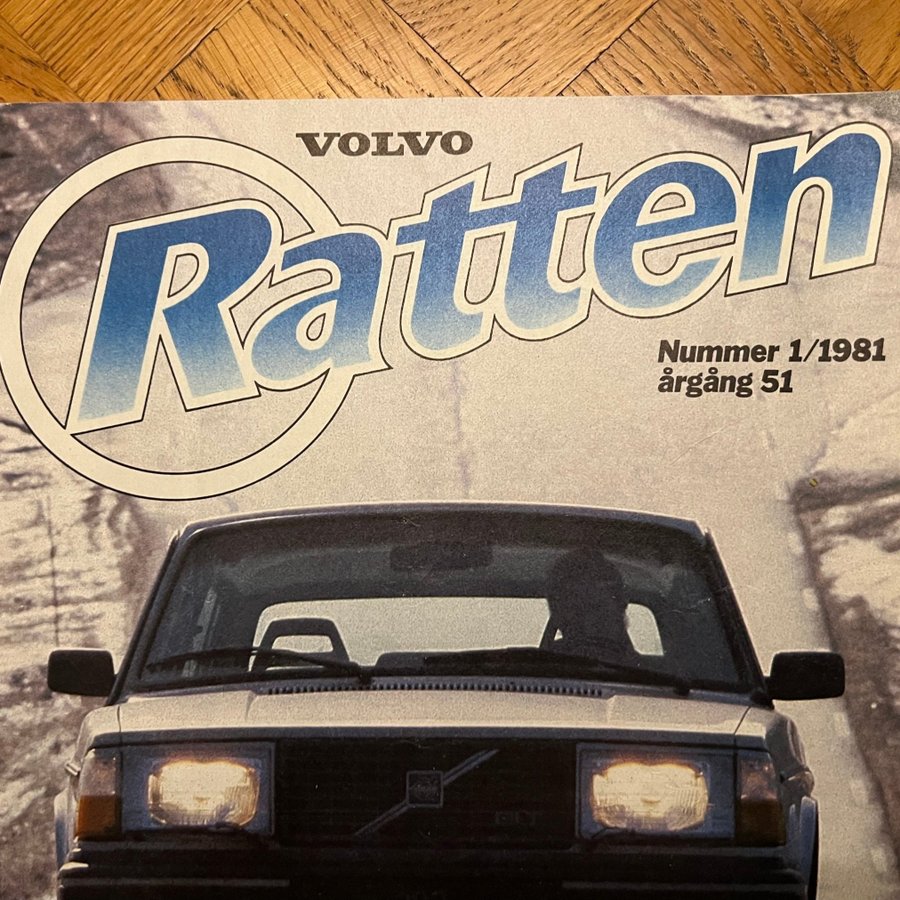 VOLVO
Ratten
Nummer 1/1981
årgång 51